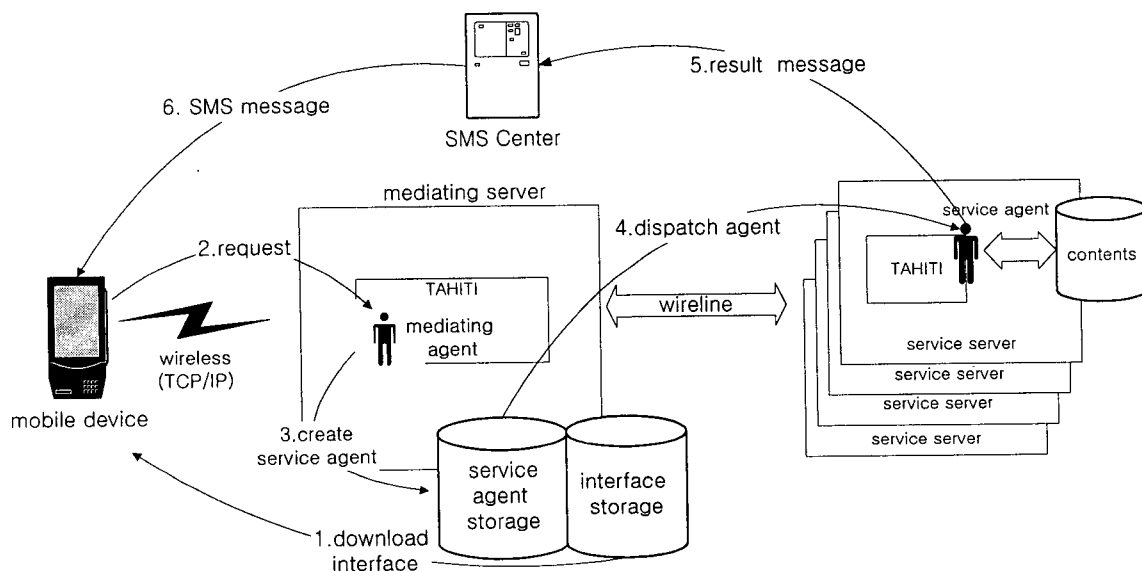 5.result message
6. SMS message
SMS Center
mediating server
4.dispatch agent
service agent
2.request
TAHITI
TAHITI
contents
mediating
agent
wireline
wireless
(TCP/IP)
service server
service server
service server
service server
mobile device
3.create
service agent
service
agent
storage
interface
storage
1.download
interface